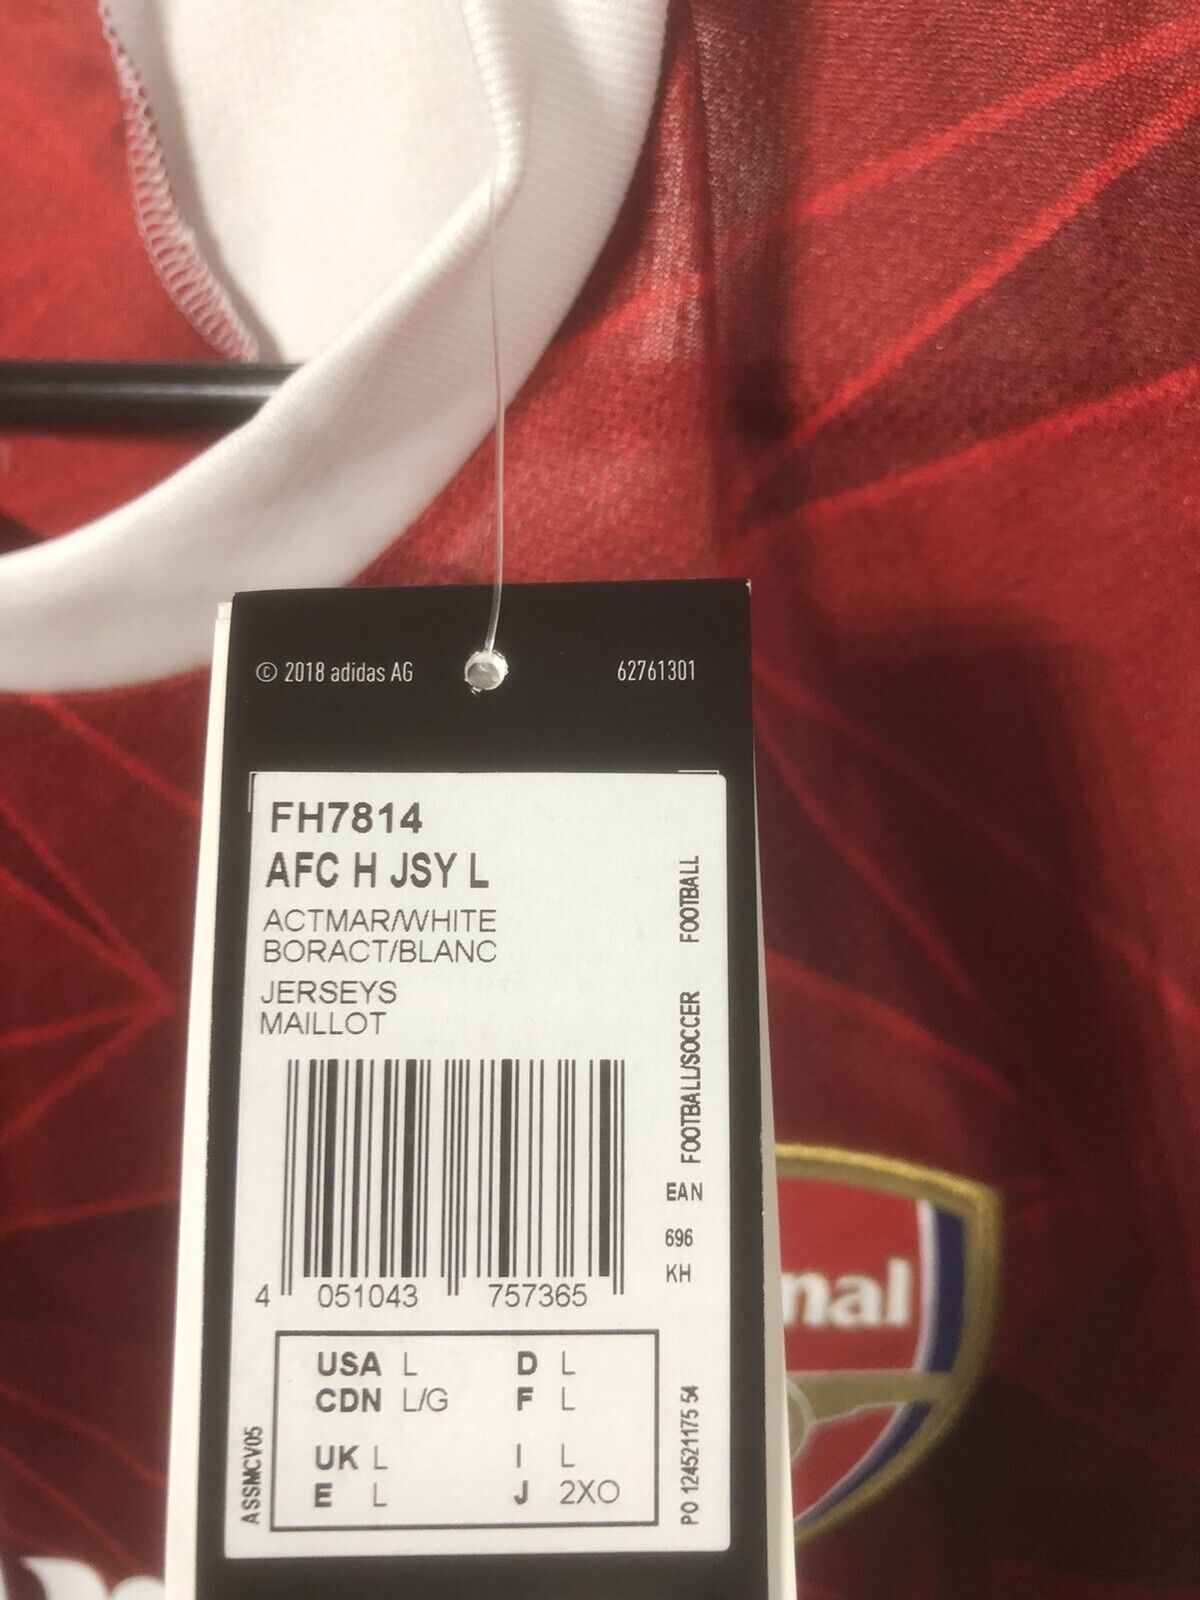 © 2018 adidas AG 62761301
FH7814
AFC H JSY L
ACTMAR/WHITE
BORACT/BLANC
JERSEYS
MAILLOT
FOOTBALL/SOCCER FOOTBALL
EAN
696
KH
4 051043 757365
USA L D L
CDN L/G F L
UK L I L
E L J 2XO
ASSMCV05
PO 124521175 54
nal